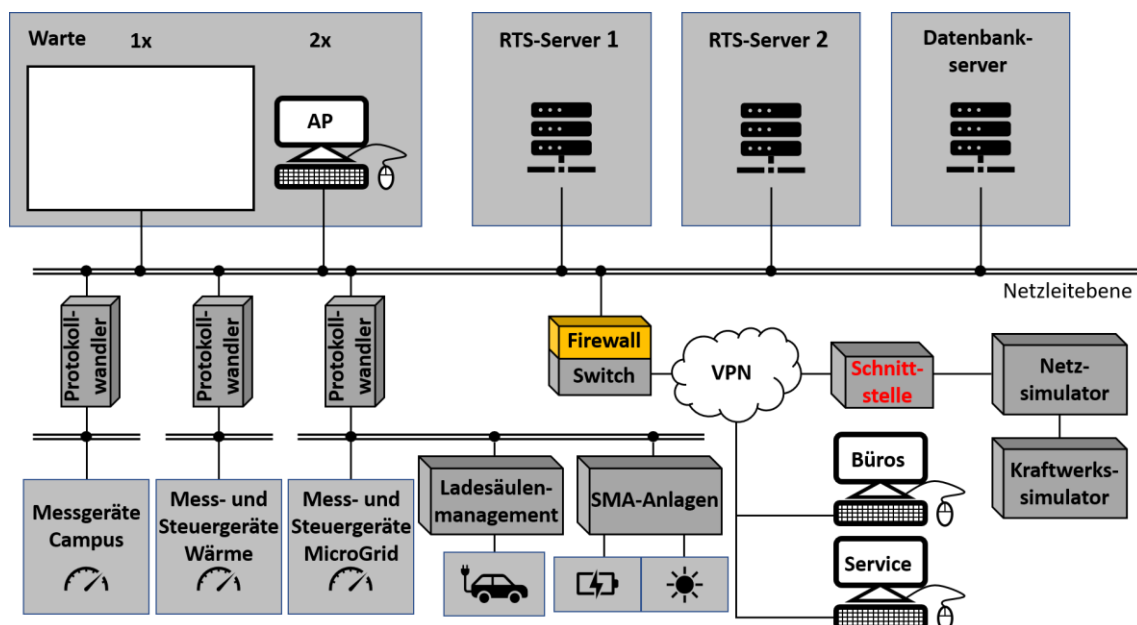 Warte
1x
2x
AP
RTS-Server 1
RTS-Server 2
Datenbank-
server
Netzleitebene
Protokoll-
wandler
Protokoll-
wandler
Protokoll-
wandler
Firewall
Switch
VPN
Schnitt-
stelle
Netz-
simulator
Kraftwerks-
simulator
Büros
Service
Messgeräte
Campus
Mess- und
Steuergeräte
Wärme
Mess- und
Steuergeräte
MicroGrid
Ladesäulen-
management
SMA-Anlagen